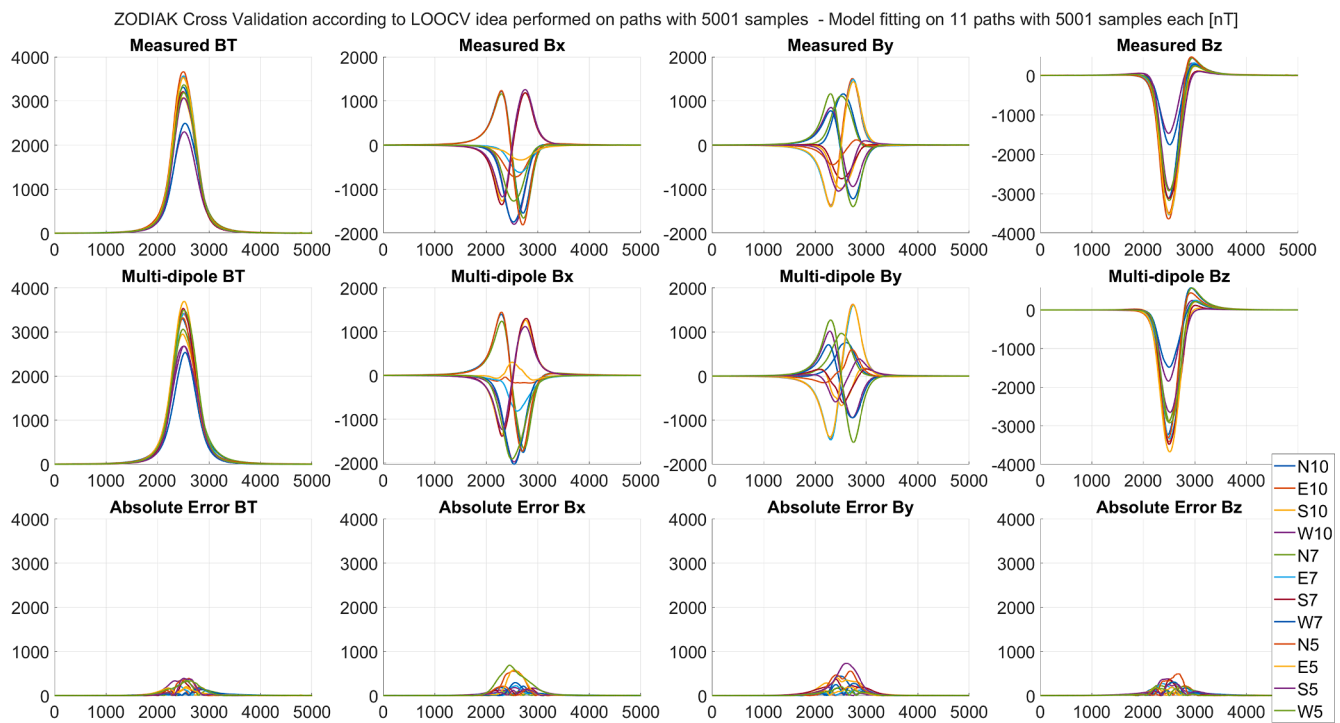 ZODIAK Cross Validation according to LOOCV idea performed on paths with 5001 samples - Model fitting on 11 paths with 5001 samples each [nT]
Measured BT
Measured Bx
Measured By
Measured Bz
4000
3000
2000
1000
0
0 1000 2000 3000 4000 5000
2000
1000
0
-1000
-2000
0 1000 2000 3000 4000 5000
2000
1000
0
-1000
-2000
0 1000 2000 3000 4000 5000
0
-1000
-2000
-3000
-4000
0 1000 2000 3000 4000 5000
Multi-dipole BT
Multi-dipole Bx
Multi-dipole By
Multi-dipole Bz
4000
3000
2000
1000
0
0 1000 2000 3000 4000 5000
2000
1000
0
-1000
-2000
0 1000 2000 3000 4000 5000
2000
1000
0
-1000
-2000
0 1000 2000 3000 4000 5000
0
-1000
-2000
-3000
-4000
0 1000 2000 3000 4000
Absolute Error BT
Absolute Error Bx
Absolute Error By
Absolute Error Bz
4000
3000
2000
1000
0
0 1000 2000 3000 4000 5000
4000
3000
2000
1000
0
0 1000 2000 3000 4000 5000
4000
3000
2000
1000
0
0 1000 2000 3000 4000 5000
4000
3000
2000
1000
0
0 1000 2000 3000 4000
N10
E10
S10
W10
N7
E7
S7
W7
N5
E5
S5
W5